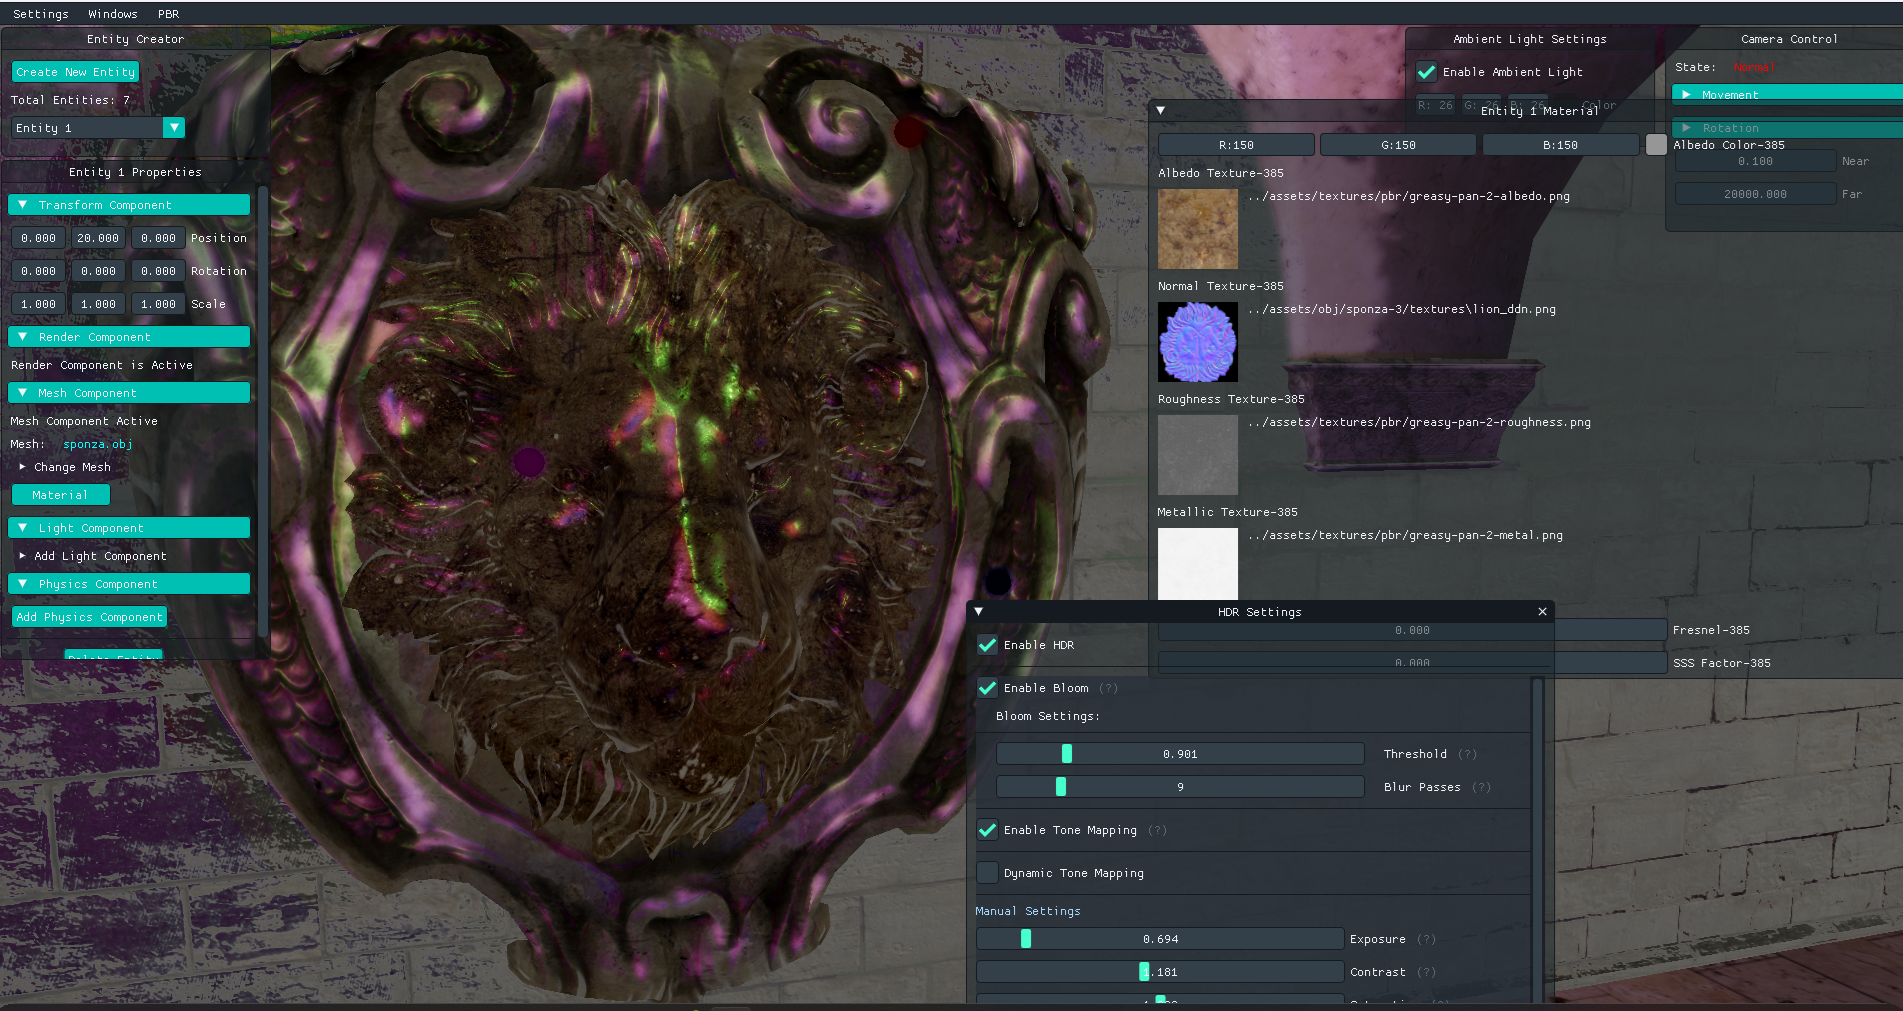 Settings Windows PBR
Entity Creator
Create New Entity
Total Entities: 7
Entity 1
Entity 1 Properties
Transform Component
0.000 20.000 0.000 Position
0.000 0.000 0.000 Rotation
1.000 1.000 1.000 Scale
Render Component
Render Component is Active
Mesh Component
Mesh Component Active
Mesh: sponza.obj
Change Mesh
Material
Light Component
Add Light Component
Physics Component
Add Physics Component
Delete Entity
Ambient Light Settings
Enable Ambient Light
R: 26 G: 26 B: 26 Color
Camera Control
State: Normal
Movement
Rotation
0.100 Near
20000.000 Far
Entity 1 Material
R:150 G:150 B:150 Albedo Color-385
Albedo Texture-385
../assets/textures/pbr/greasy-pan-2-albedo.png
Normal Texture-385
../assets/obj/sponza-3/textures\lion_ddn.png
Roughness Texture-385
../assets/textures/pbr/greasy-pan-2-roughness.png
Metallic Texture-385
../assets/textures/pbr/greasy-pan-2-metal.png
0.000 Fresnel-385
0.000 SSS Factor-385
HDR Settings
Enable HDR
Enable Bloom (?)
Bloom Settings:
0.901 Threshold (?)
9 Blur Passes (?)
Enable Tone Mapping (?)
Dynamic Tone Mapping
Manual Settings
0.694 Exposure (?)
1.181 Contrast (?)